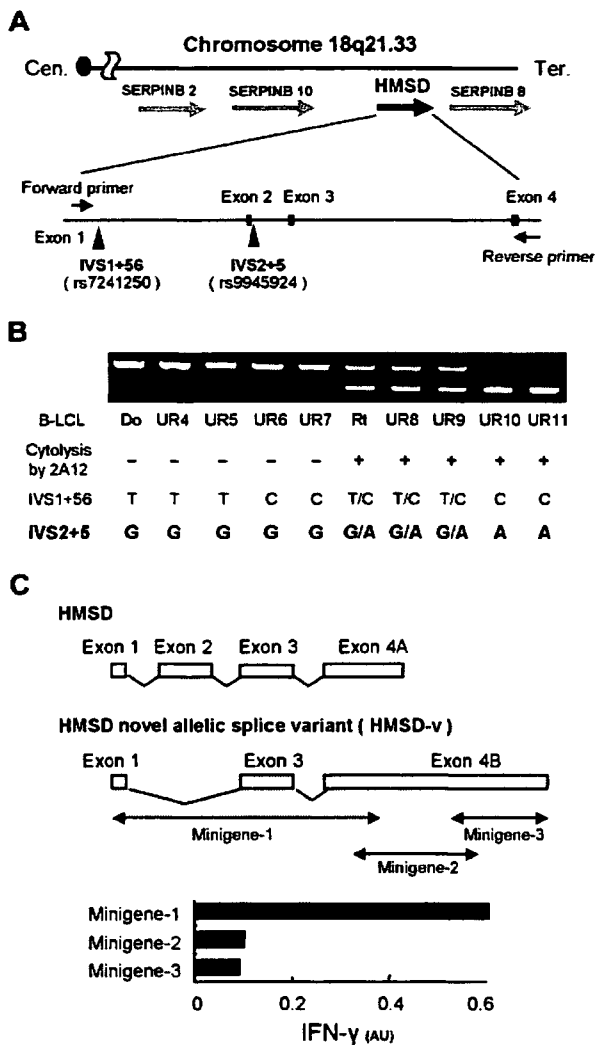 A
Chromosome 18q21.33
Cen. Ter.
SERPINB 2 SERPINB 10 HMSD SERPINB 8
Forward primer
Exon 1 Exon 2 Exon 3 Exon 4
IVS1+56 IVS2+5 Reverse primer
( rs7241250 ) ( rs9945924 )
B
B-LCL Do UR4 UR5 UR6 UR7 Rt UR8 UR9 UR10 UR11
Cytolysis
by 2A12 – – – – – + + + + +
IVS1+56 T T T C C T/C T/C T/C C C
IVS2+5 G G G G G G/A G/A G/A A A
C
HMSD
Exon 1 Exon 2 Exon 3 Exon 4A
HMSD novel allelic splice variant ( HMSD-v )
Exon 1 Exon 3 Exon 4B
Minigene-1 Minigene-3
Minigene-2
Minigene-1
Minigene-2
Minigene-3
0 0.2 0.4 0.6
IFN-γ (AU)